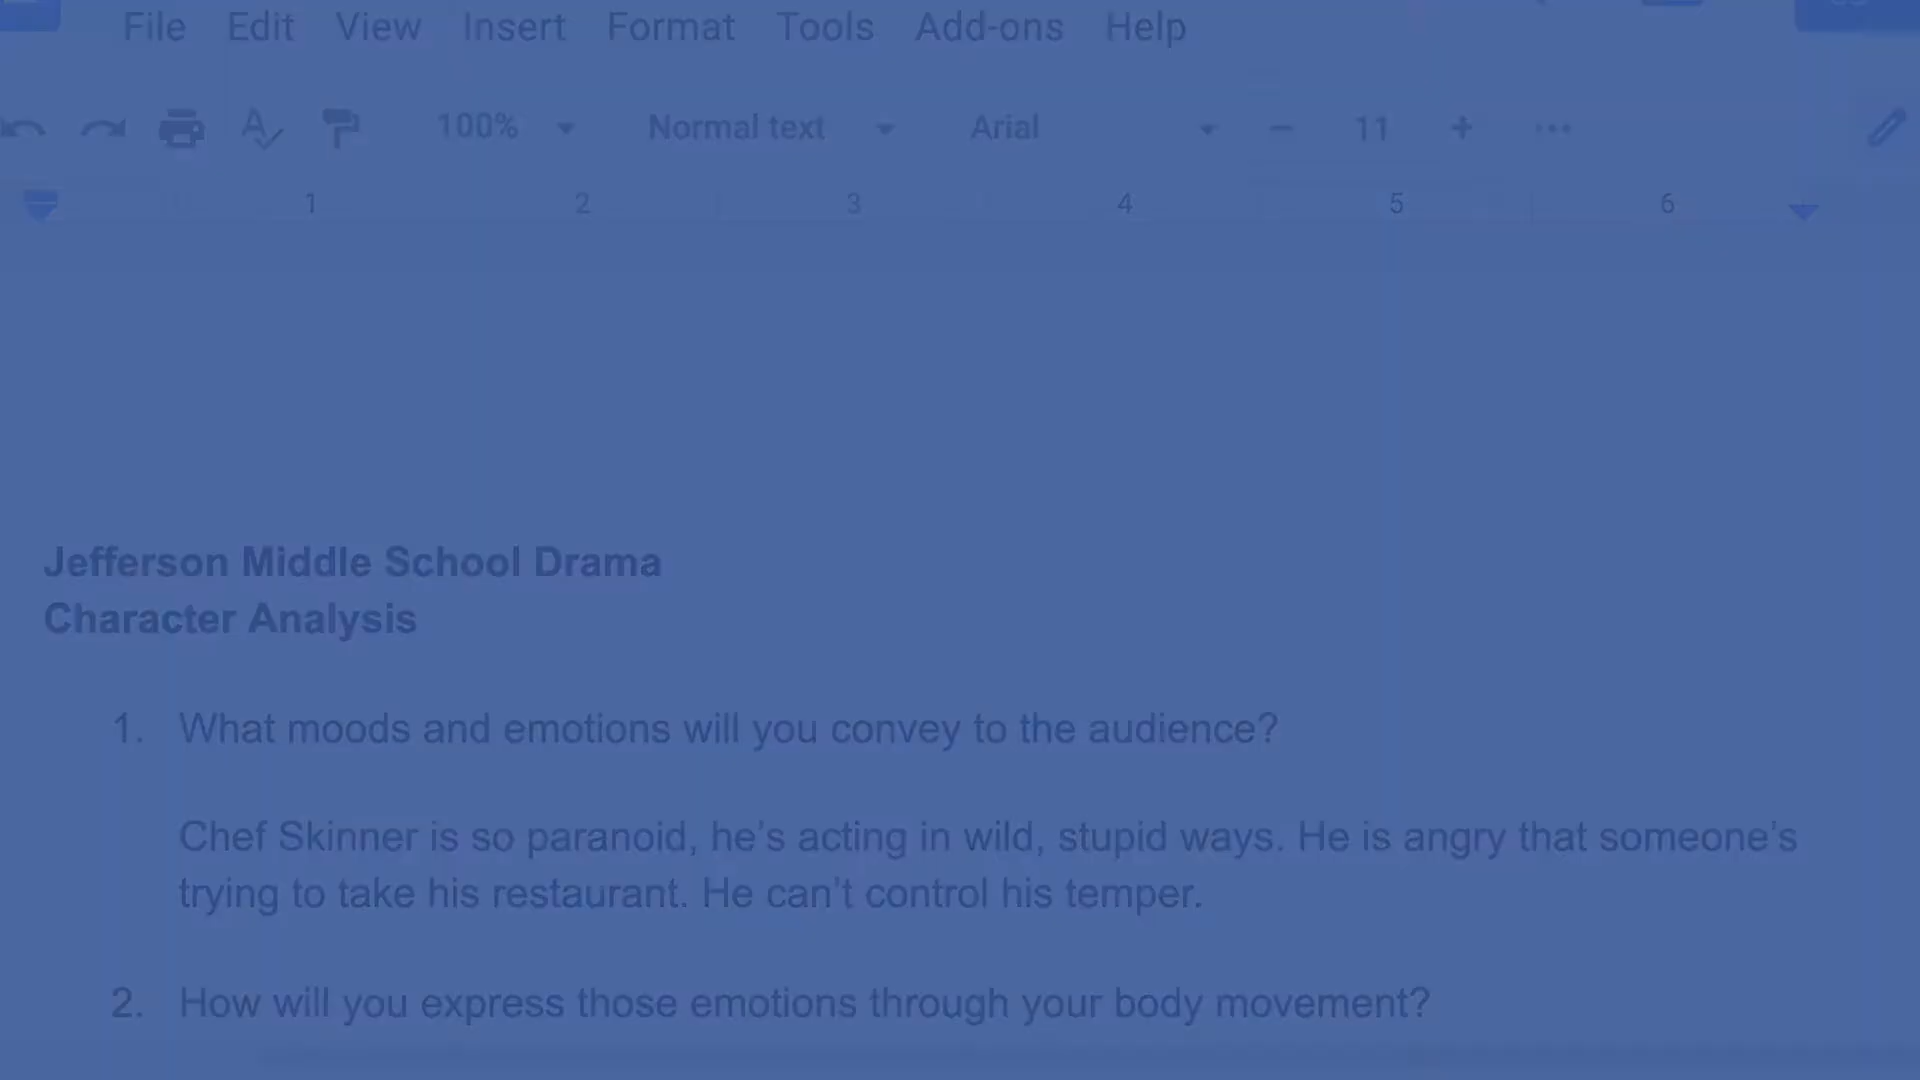 File Edit View Insert Format Tools Add-ons Help
100% Normal text Arial 11
1 2 3 4 5 6
Jefferson Middle School Drama
Character Analysis
1. What moods and emotions will you convey to the audience?
Chef Skinner is so paranoid, he's acting in wild, stupid ways. He is angry that someone's
trying to take his restaurant. He can't control his temper.
2. How will you express those emotions through your body movement?